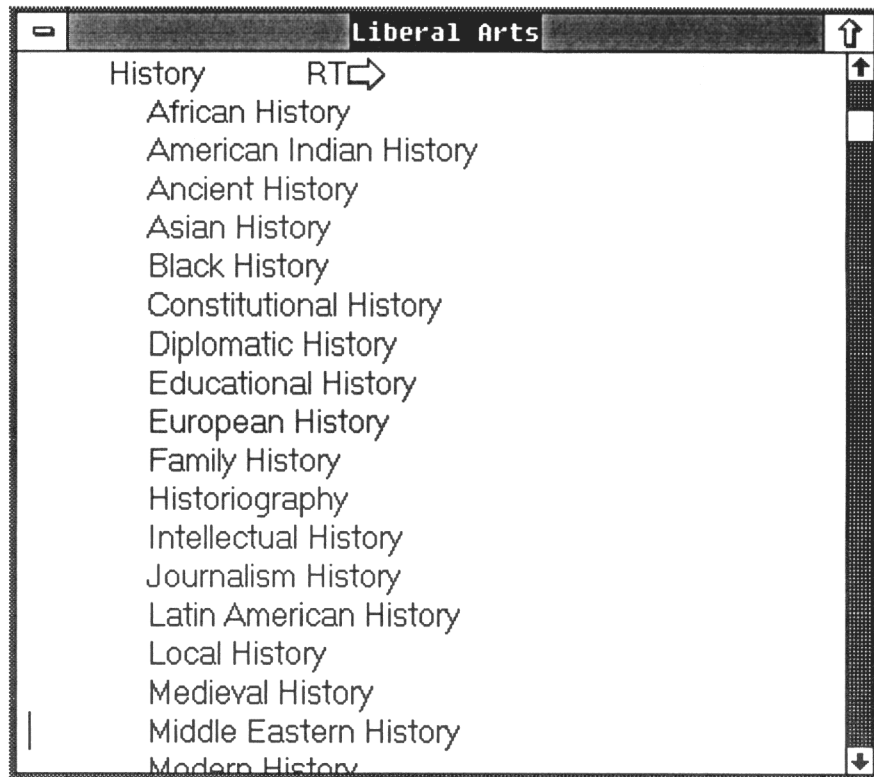 Liberal Arts
History RT
African History
American Indian History
Ancient History
Asian History
Black History
Constitutional History
Diplomatic History
Educational History
European History
Family History
Historiography
Intellectual History
Journalism History
Latin American History
Local History
Medieval History
Middle Eastern History
Modern History